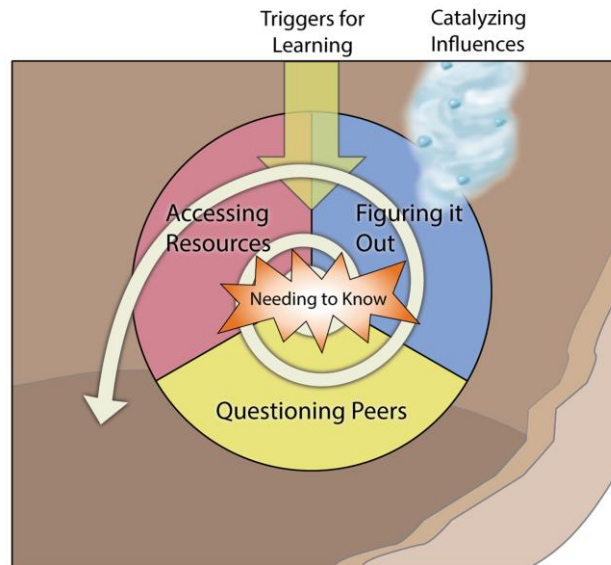 Triggers for
Learning
Catalyzing
Influences
Accessing
Resources
Figuring it
Out
Needing to Know
Questioning Peers